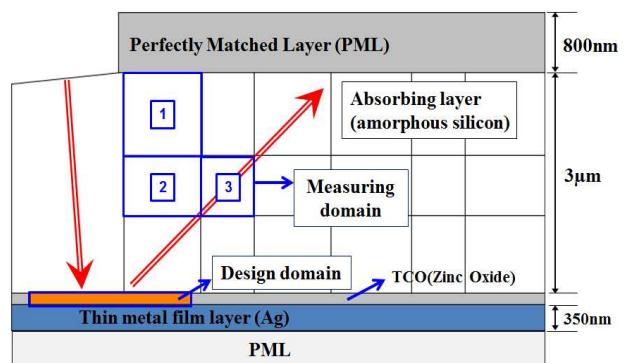 Perfectly Matched Layer (PML)
800nm
1
Absorbing layer
(amorphous silicon)
2
3
Measuring
domain
3μm
Design domain
TCO(Zinc Oxide)
Thin metal film layer (Ag)
350nm
PML